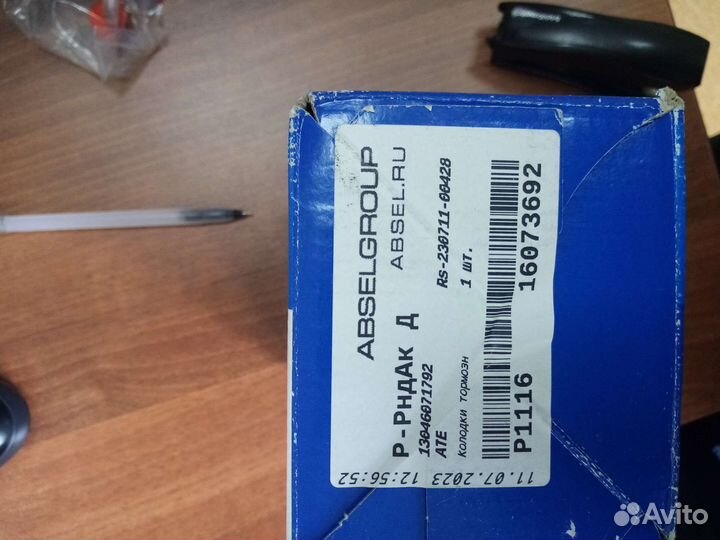 ABSELGROUP
ABSEL.RU
Р-РндАк Д
Rs-230711-00428
13046071792
ATE
1 шт.
Колодки тормозн
P1116
16073692
11.07.2023 12:56:52
Avito